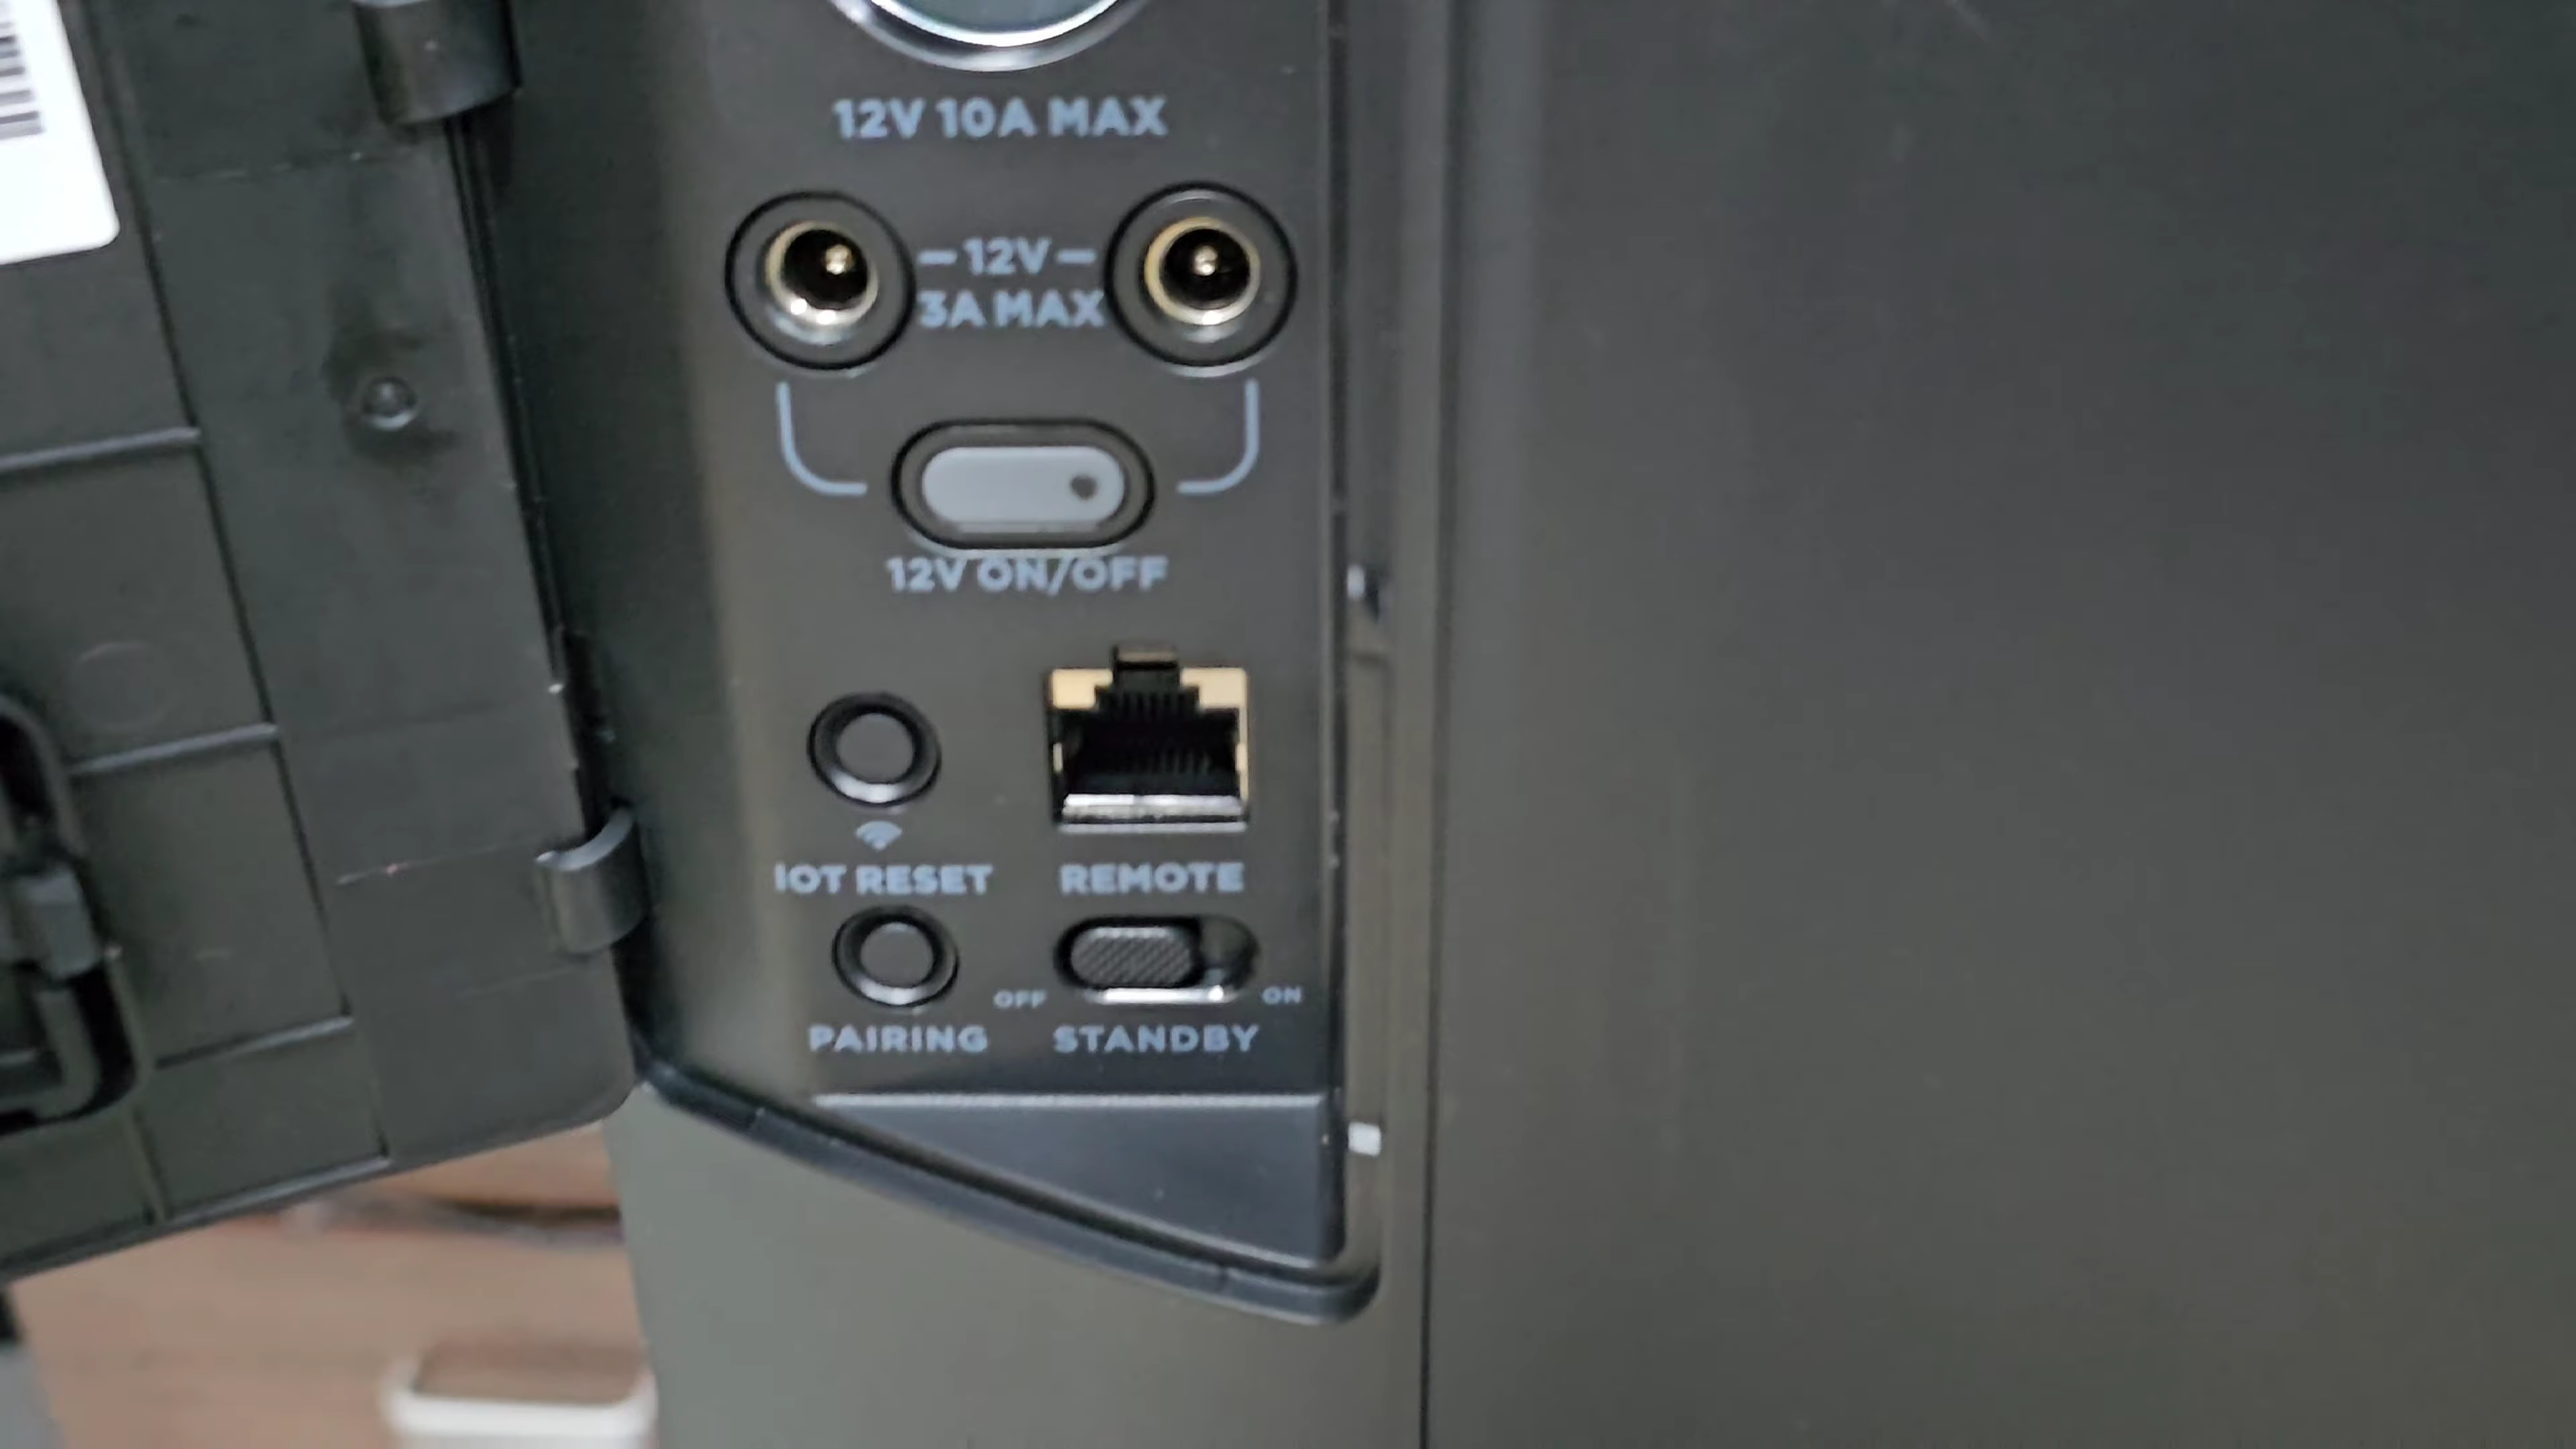 12V 10A MAX
12V
3A MAX
12V ON/OFF
IOT RESET
REMOTE
OFF
ON
PAIRING
STANDBY